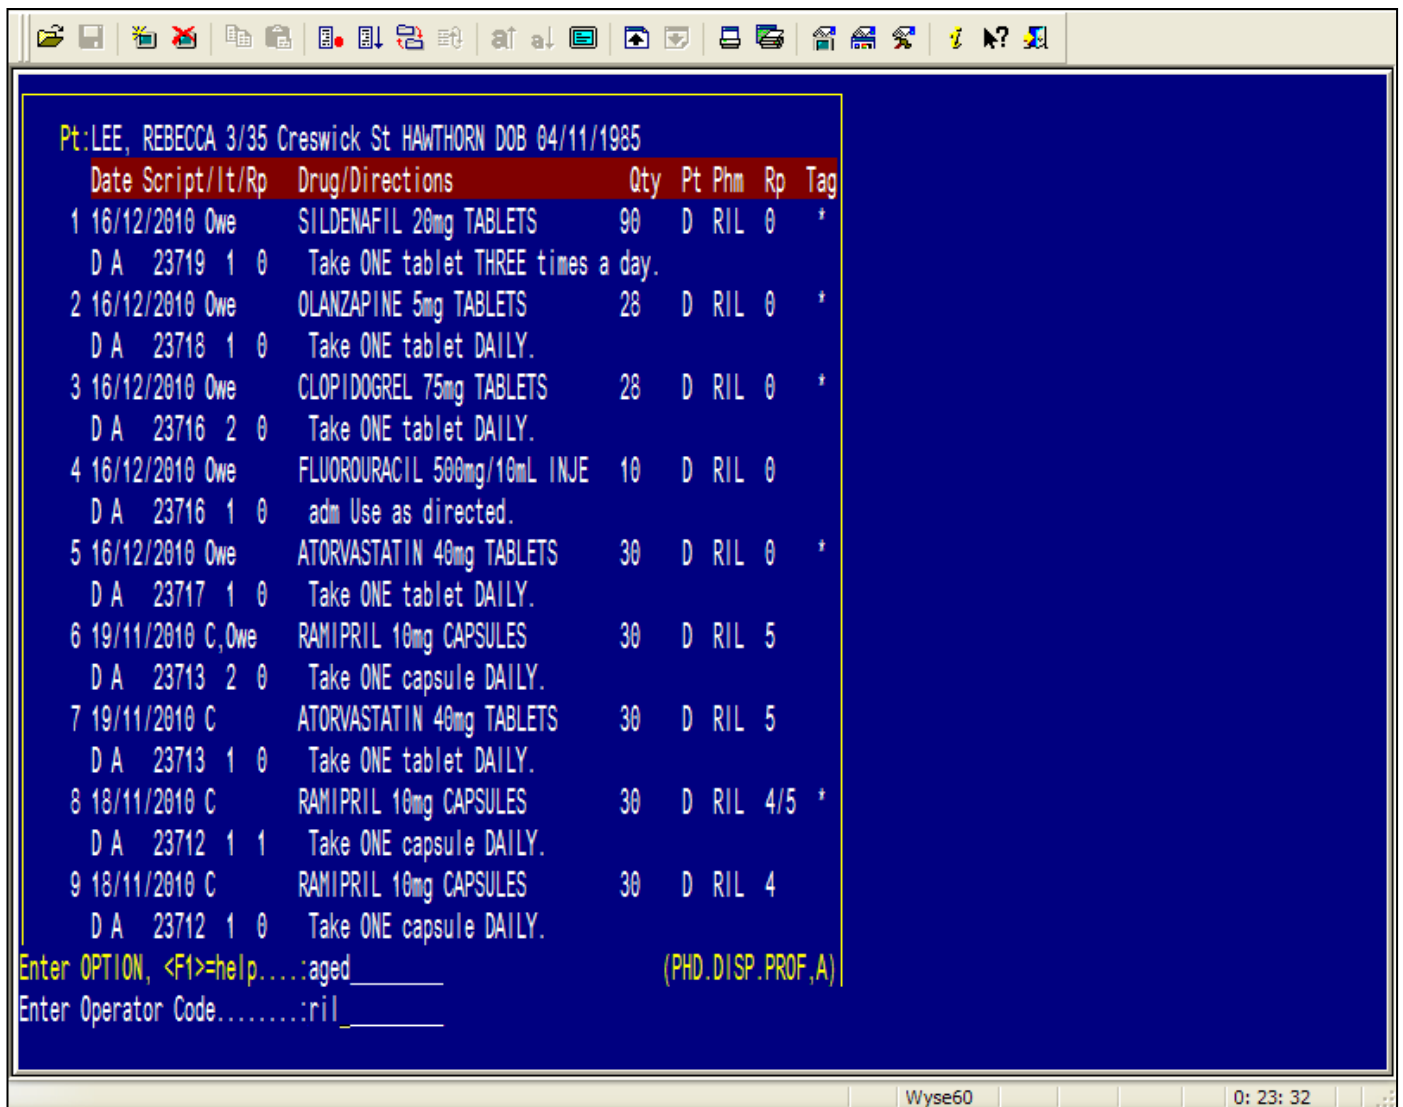 Pt:LEE, REBECCA 3/35 Creswick St HAWTHORN DOB 04/11/1985
Date Script/It/Rp Drug/Directions Qty Pt Phm Rp Tag
1 16/12/2010 Owe SILDENAFIL 20mg TABLETS 90 D RIL 0 *
D A 23719 1 0 Take ONE tablet THREE times a day.
2 16/12/2010 Owe OLANZAPINE 5mg TABLETS 28 D RIL 0 *
D A 23718 1 0 Take ONE tablet DAILY.
3 16/12/2010 Owe CLOPIDOGREL 75mg TABLETS 28 D RIL 0 *
D A 23716 2 0 Take ONE tablet DAILY.
4 16/12/2010 Owe FLUOROURACIL 500mg/10mL INJE 10 D RIL 0
D A 23716 1 0 adm Use as directed.
5 16/12/2010 Owe ATORVASTATIN 40mg TABLETS 30 D RIL 0 *
D A 23717 1 0 Take ONE tablet DAILY.
6 19/11/2010 C,Owe RAMIPRIL 10mg CAPSULES 30 D RIL 5
D A 23713 2 0 Take ONE capsule DAILY.
7 19/11/2010 C ATORVASTATIN 40mg TABLETS 30 D RIL 5
D A 23713 1 0 Take ONE tablet DAILY.
8 18/11/2010 C RAMIPRIL 10mg CAPSULES 30 D RIL 4/5 *
D A 23712 1 1 Take ONE capsule DAILY.
9 18/11/2010 C RAMIPRIL 10mg CAPSULES 30 D RIL 4
D A 23712 1 0 Take ONE capsule DAILY.
Enter OPTION, <F1>=help....:aged________ (PHD.DISP.PROF,A)
Enter Operator Code........:ril_________
Wyse60 0: 23: 32